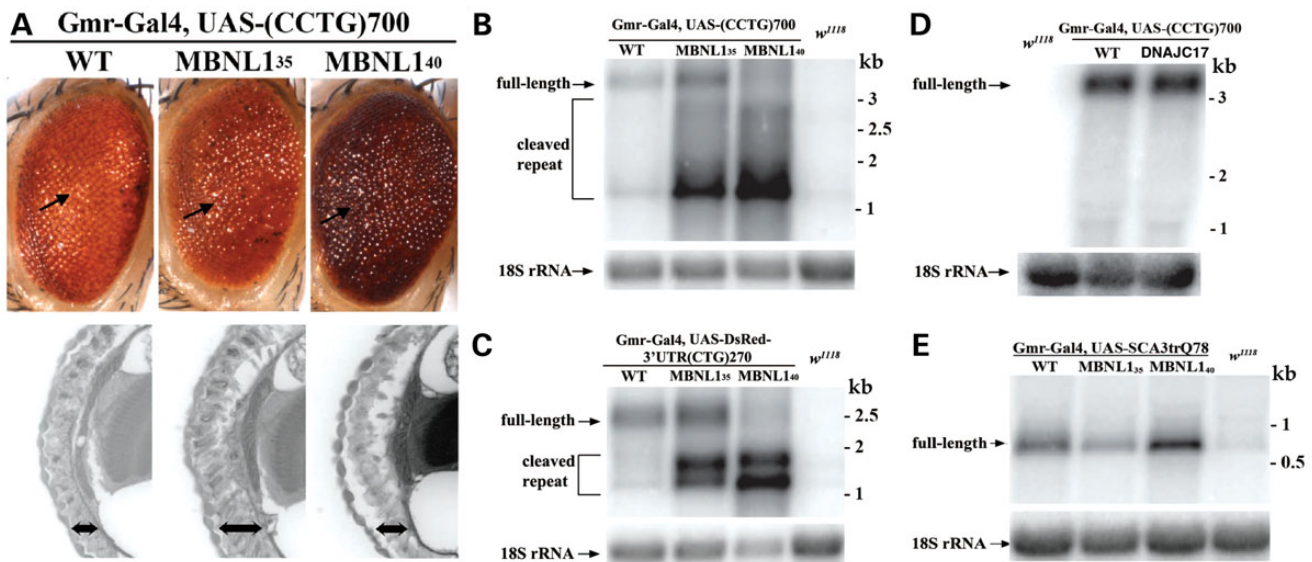 A
Gmr-Gal4, UAS-(CCTG)700
WT MBNL1₃₅ MBNL1₄₀
B
Gmr-Gal4, UAS-(CCTG)700
WT MBNL1₃₅ MBNL1₄₀ w¹¹¹⁸
kb
full-length
- 3
- 2.5
cleaved
repeat
- 2
- 1
18S rRNA
C
Gmr-Gal4, UAS-DsRed-
3'UTR(CTG)270
WT MBNL1₃₅ MBNL1₄₀ w¹¹¹⁸
kb
full-length
- 2.5
- 2
cleaved
repeat
- 1
18S rRNA
D
Gmr-Gal4, UAS-(CCTG)700
w¹¹¹⁸ WT DNAJC17
kb
full-length
- 3
- 2
- 1
18S rRNA
E
Gmr-Gal4, UAS-SCA3trQ78
WT MBNL1₃₅ MBNL1₄₀ w¹¹¹⁸
kb
- 1
full-length
- 0.5
18S rRNA